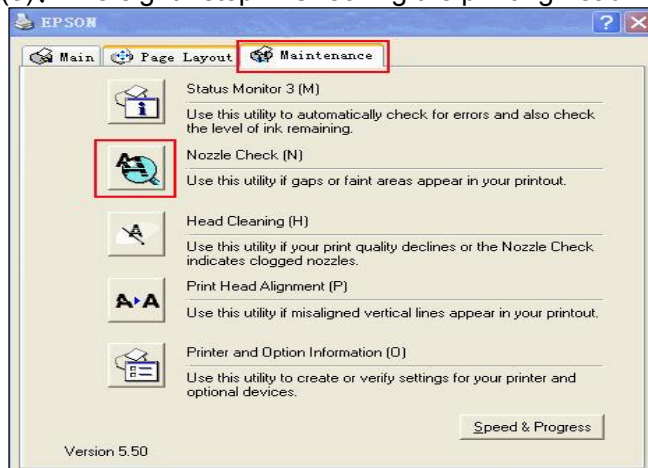 EPSON
Main Page Layout Maintenance
Status Monitor 3 (M)
Use this utility to automatically check for errors and also check
the level of ink remaining.
Nozzle Check (N)
Use this utility if gaps or faint areas appear in your printout.
Head Cleaning (H)
Use this utility if your print quality declines or the Nozzle Check
indicates clogged nozzles.
Print Head Alignment (P)
Use this utility if misaligned vertical lines appear in your printout.
Printer and Option Information (O)
Use this utility to create or verify settings for your printer and
optional devices.
Speed & Progress
Version 5.50